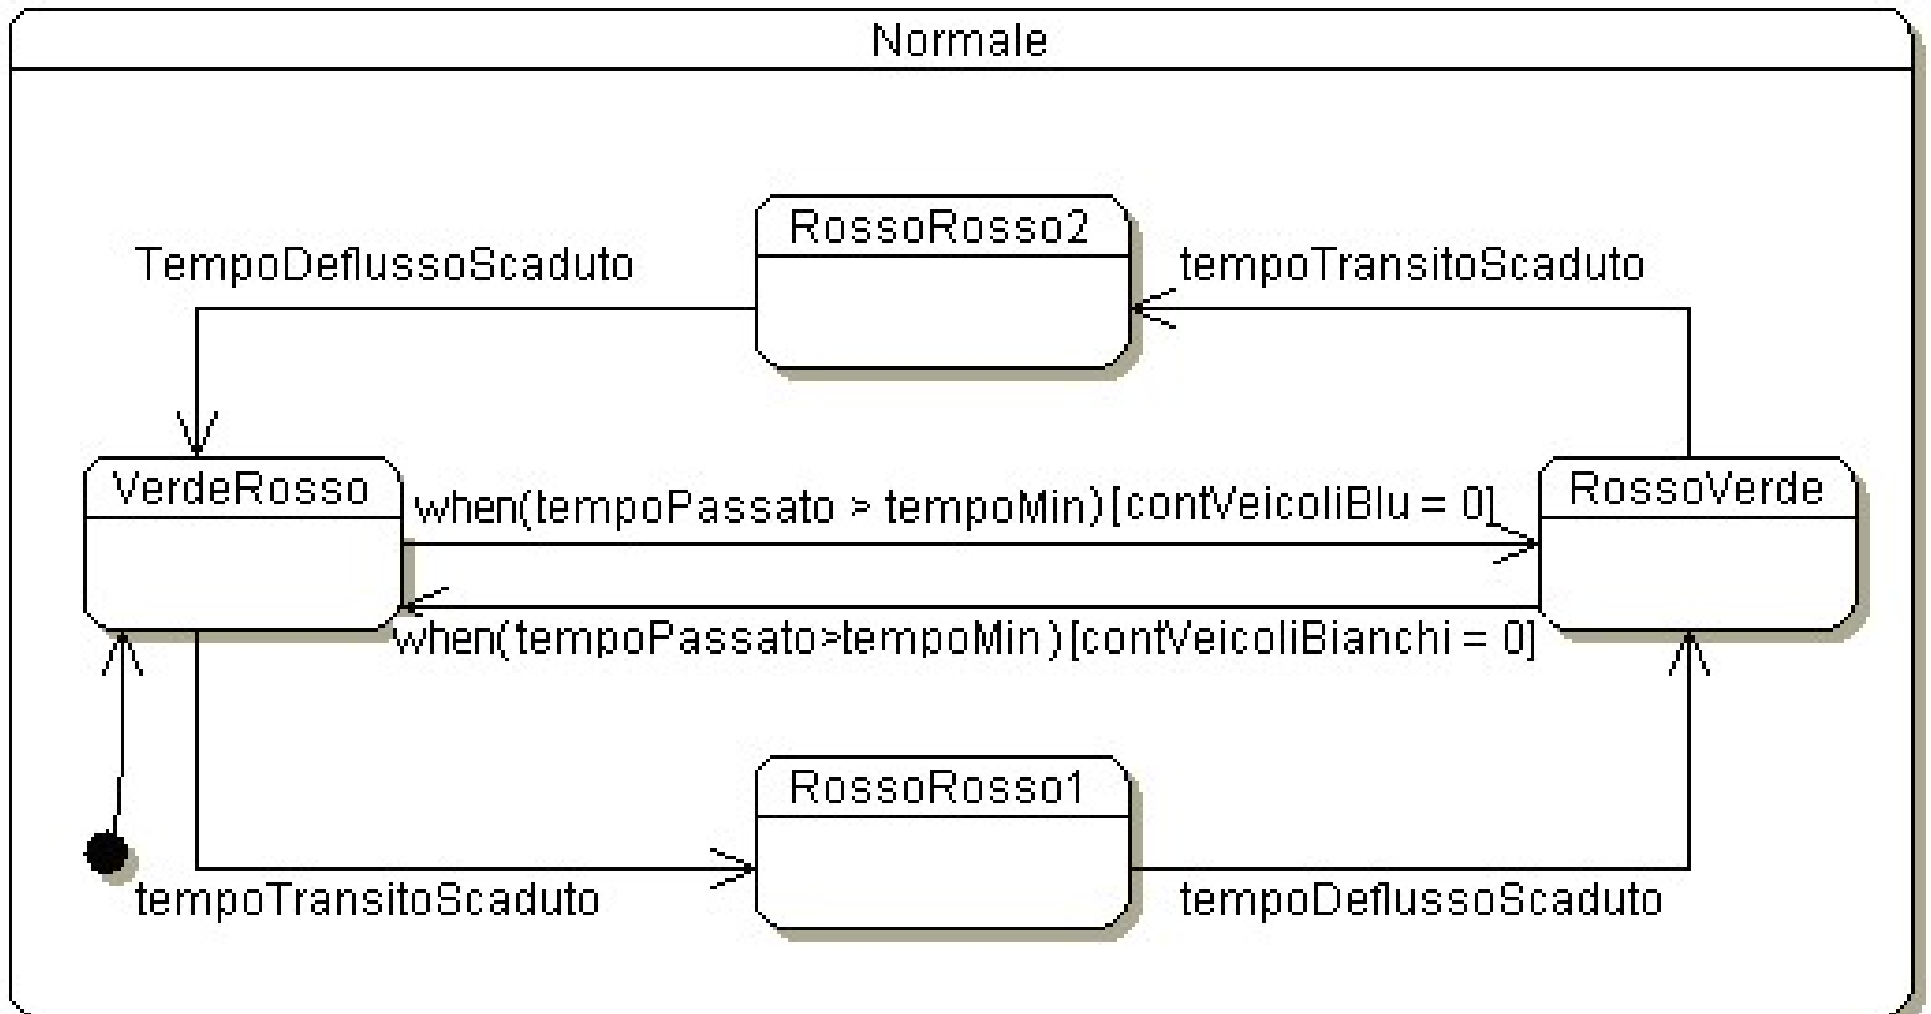 Normale
RossoRosso2
TempoDeflussoScaduto
tempoTransitoScaduto
VerdeRosso
when(tempoPassato > tempoMin)[contVeicoliBlu = 0]
RossoVerde
when(tempoPassato>tempoMin)[contVeicoliBianchi = 0]
RossoRosso1
tempoTransitoScaduto
tempoDeflussoScaduto